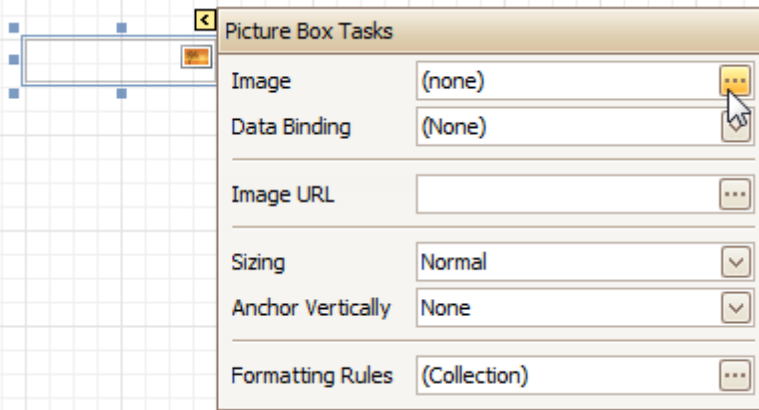 Picture Box Tasks
Image (none)
Data Binding (None)
Image URL
Sizing Normal
Anchor Vertically None
Formatting Rules (Collection)